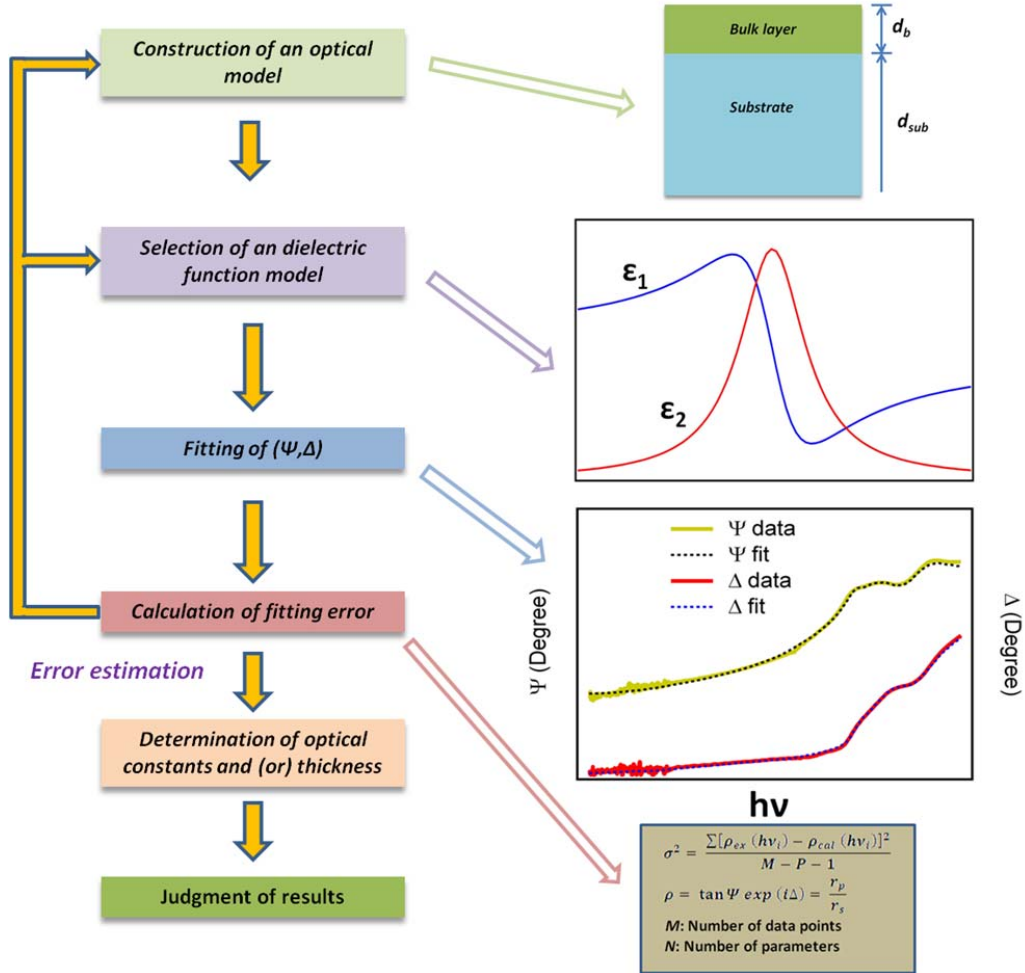 Construction of an optical
model
Bulk layer
d_b
Substrate
d_sub
Selection of an dielectric
function model
ε₁
ε₂
Fitting of (Ψ,Δ)
Ψ data
Ψ fit
Δ data
Δ fit
Ψ (Degree)
Δ (Degree)
hν
Calculation of fitting error
Error estimation
Determination of optical
constants and (or) thickness
Judgment of results
σ² = Σ[ρ_ex (hν_i) − ρ_cal (hν_i)]² / M − P − 1
ρ = tan Ψ exp (iΔ) = r_p / r_s
M: Number of data points
N: Number of parameters